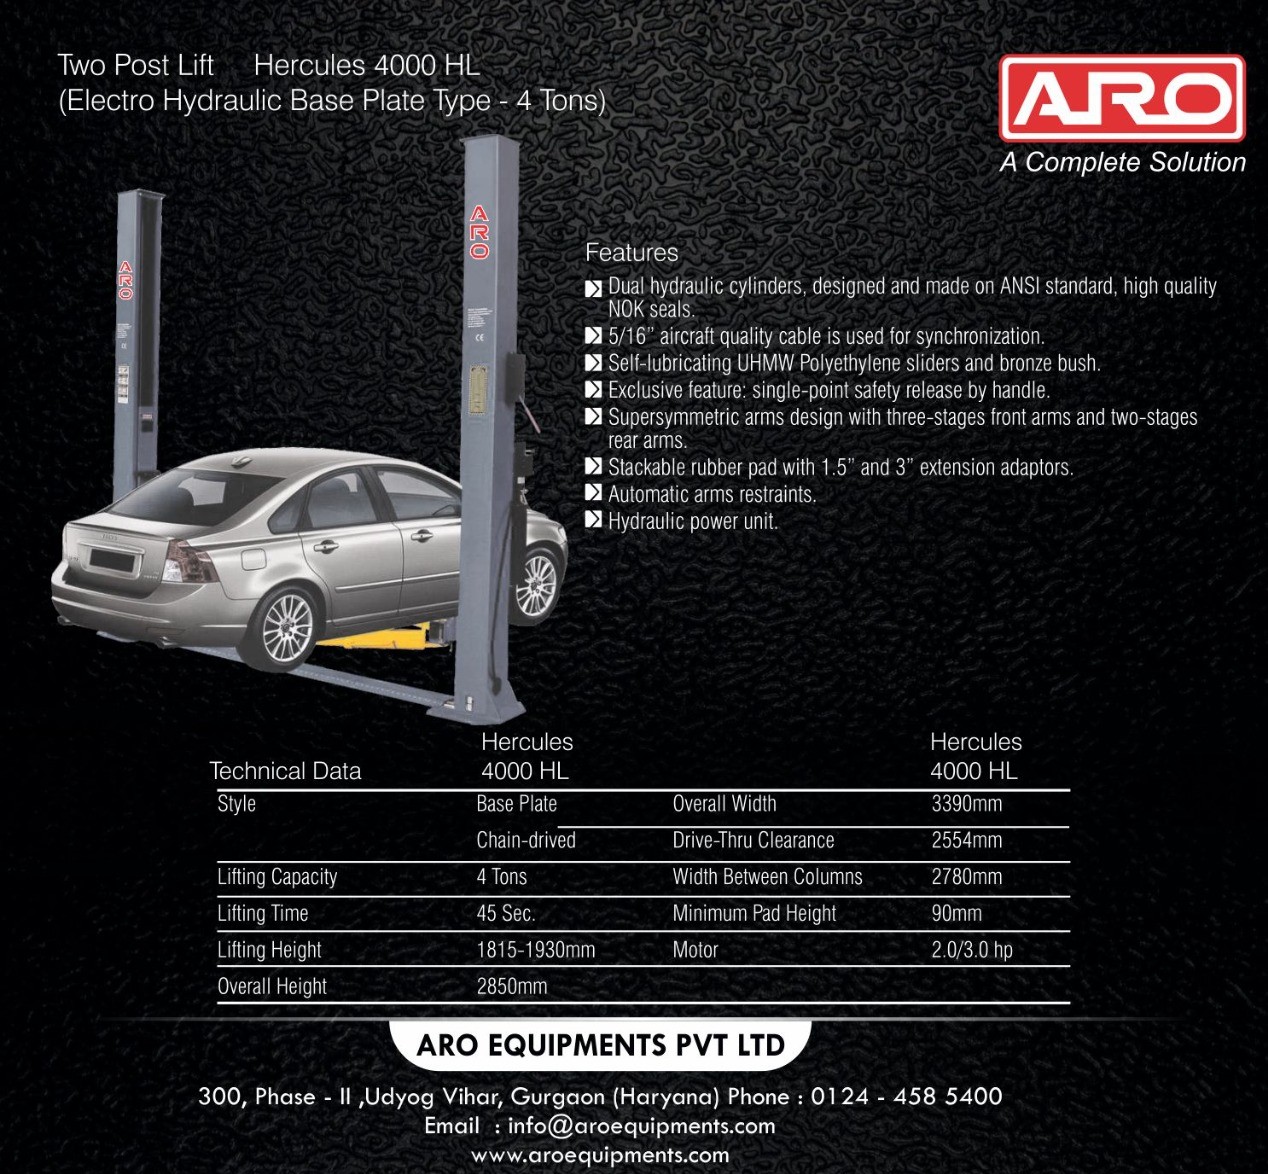 Two Post Lift Hercules 4000 HL
(Electro Hydraulic Base Plate Type - 4 Tons)
ARO
A Complete Solution
ARO
ARO
CE
Features
Dual hydraulic cylinders, designed and made on ANSI standard, high quality
NOK seals.
5/16" aircraft quality cable is used for synchronization.
Self-lubricating UHMW Polyethylene sliders and bronze bush.
Exclusive feature: single-point safety release by handle.
Supersymmetric arms design with three-stages front arms and two-stages
rear arms.
Stackable rubber pad with 1.5" and 3" extension adaptors.
Automatic arms restraints.
Hydraulic power unit.
Hercules Hercules
Technical Data 4000 HL 4000 HL
Style Base Plate Overall Width 3390mm
Chain-drived Drive-Thru Clearance 2554mm
Lifting Capacity 4 Tons Width Between Columns 2780mm
Lifting Time 45 Sec. Minimum Pad Height 90mm
Lifting Height 1815-1930mm Motor 2.0/3.0 hp
Overall Height 2850mm
ARO EQUIPMENTS PVT LTD
300, Phase - II ,Udyog Vihar, Gurgaon (Haryana) Phone : 0124 - 458 5400
Email : info@aroequipments.com
www.aroequipments.com